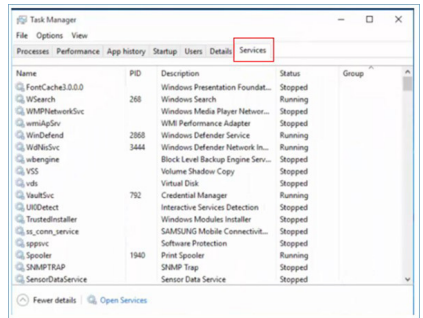 Task Manager
File Options View
Processes Performance App history Startup Users Details Services
Name PID Description Status Group
FontCache3.0.0.0 Windows Presentation Foundat... Stopped
WSearch 268 Windows Search Running
WMPNetworkSvc Windows Media Player Networ... Stopped
wmiApSrv WMI Performance Adapter Stopped
WinDefend 2868 Windows Defender Service Running
WdNisSvc 3444 Windows Defender Network In... Running
wbengine Block Level Backup Engine Serv... Stopped
VSS Volume Shadow Copy Stopped
vds Virtual Disk Stopped
VaultSvc 792 Credential Manager Running
UI0Detect Interactive Services Detection Stopped
TrustedInstaller Windows Modules Installer Stopped
ss_conn_service SAMSUNG Mobile Connectivit... Stopped
sppsvc Software Protection Stopped
Spooler 1940 Print Spooler Running
SNMPTRAP SNMP Trap Stopped
SensorDataService Sensor Data Service Stopped
Fewer details Open Services